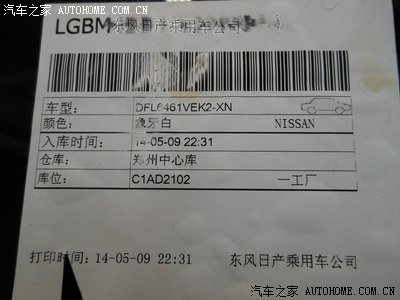 汽车之家 AUTOHOME.COM.CN
LGBM 东风日产乘用车公司
车型: DFL6461VEK2-XN
颜色: 象牙白 NISSAN
入库时间: 14-05-09 22:31
仓库: 郑州中心库
库位: C1AD2102 一工厂
打印时间: 14-05-09 22:31 东风日产乘用车公司
汽车之家 AUTOHOME.COM.CN